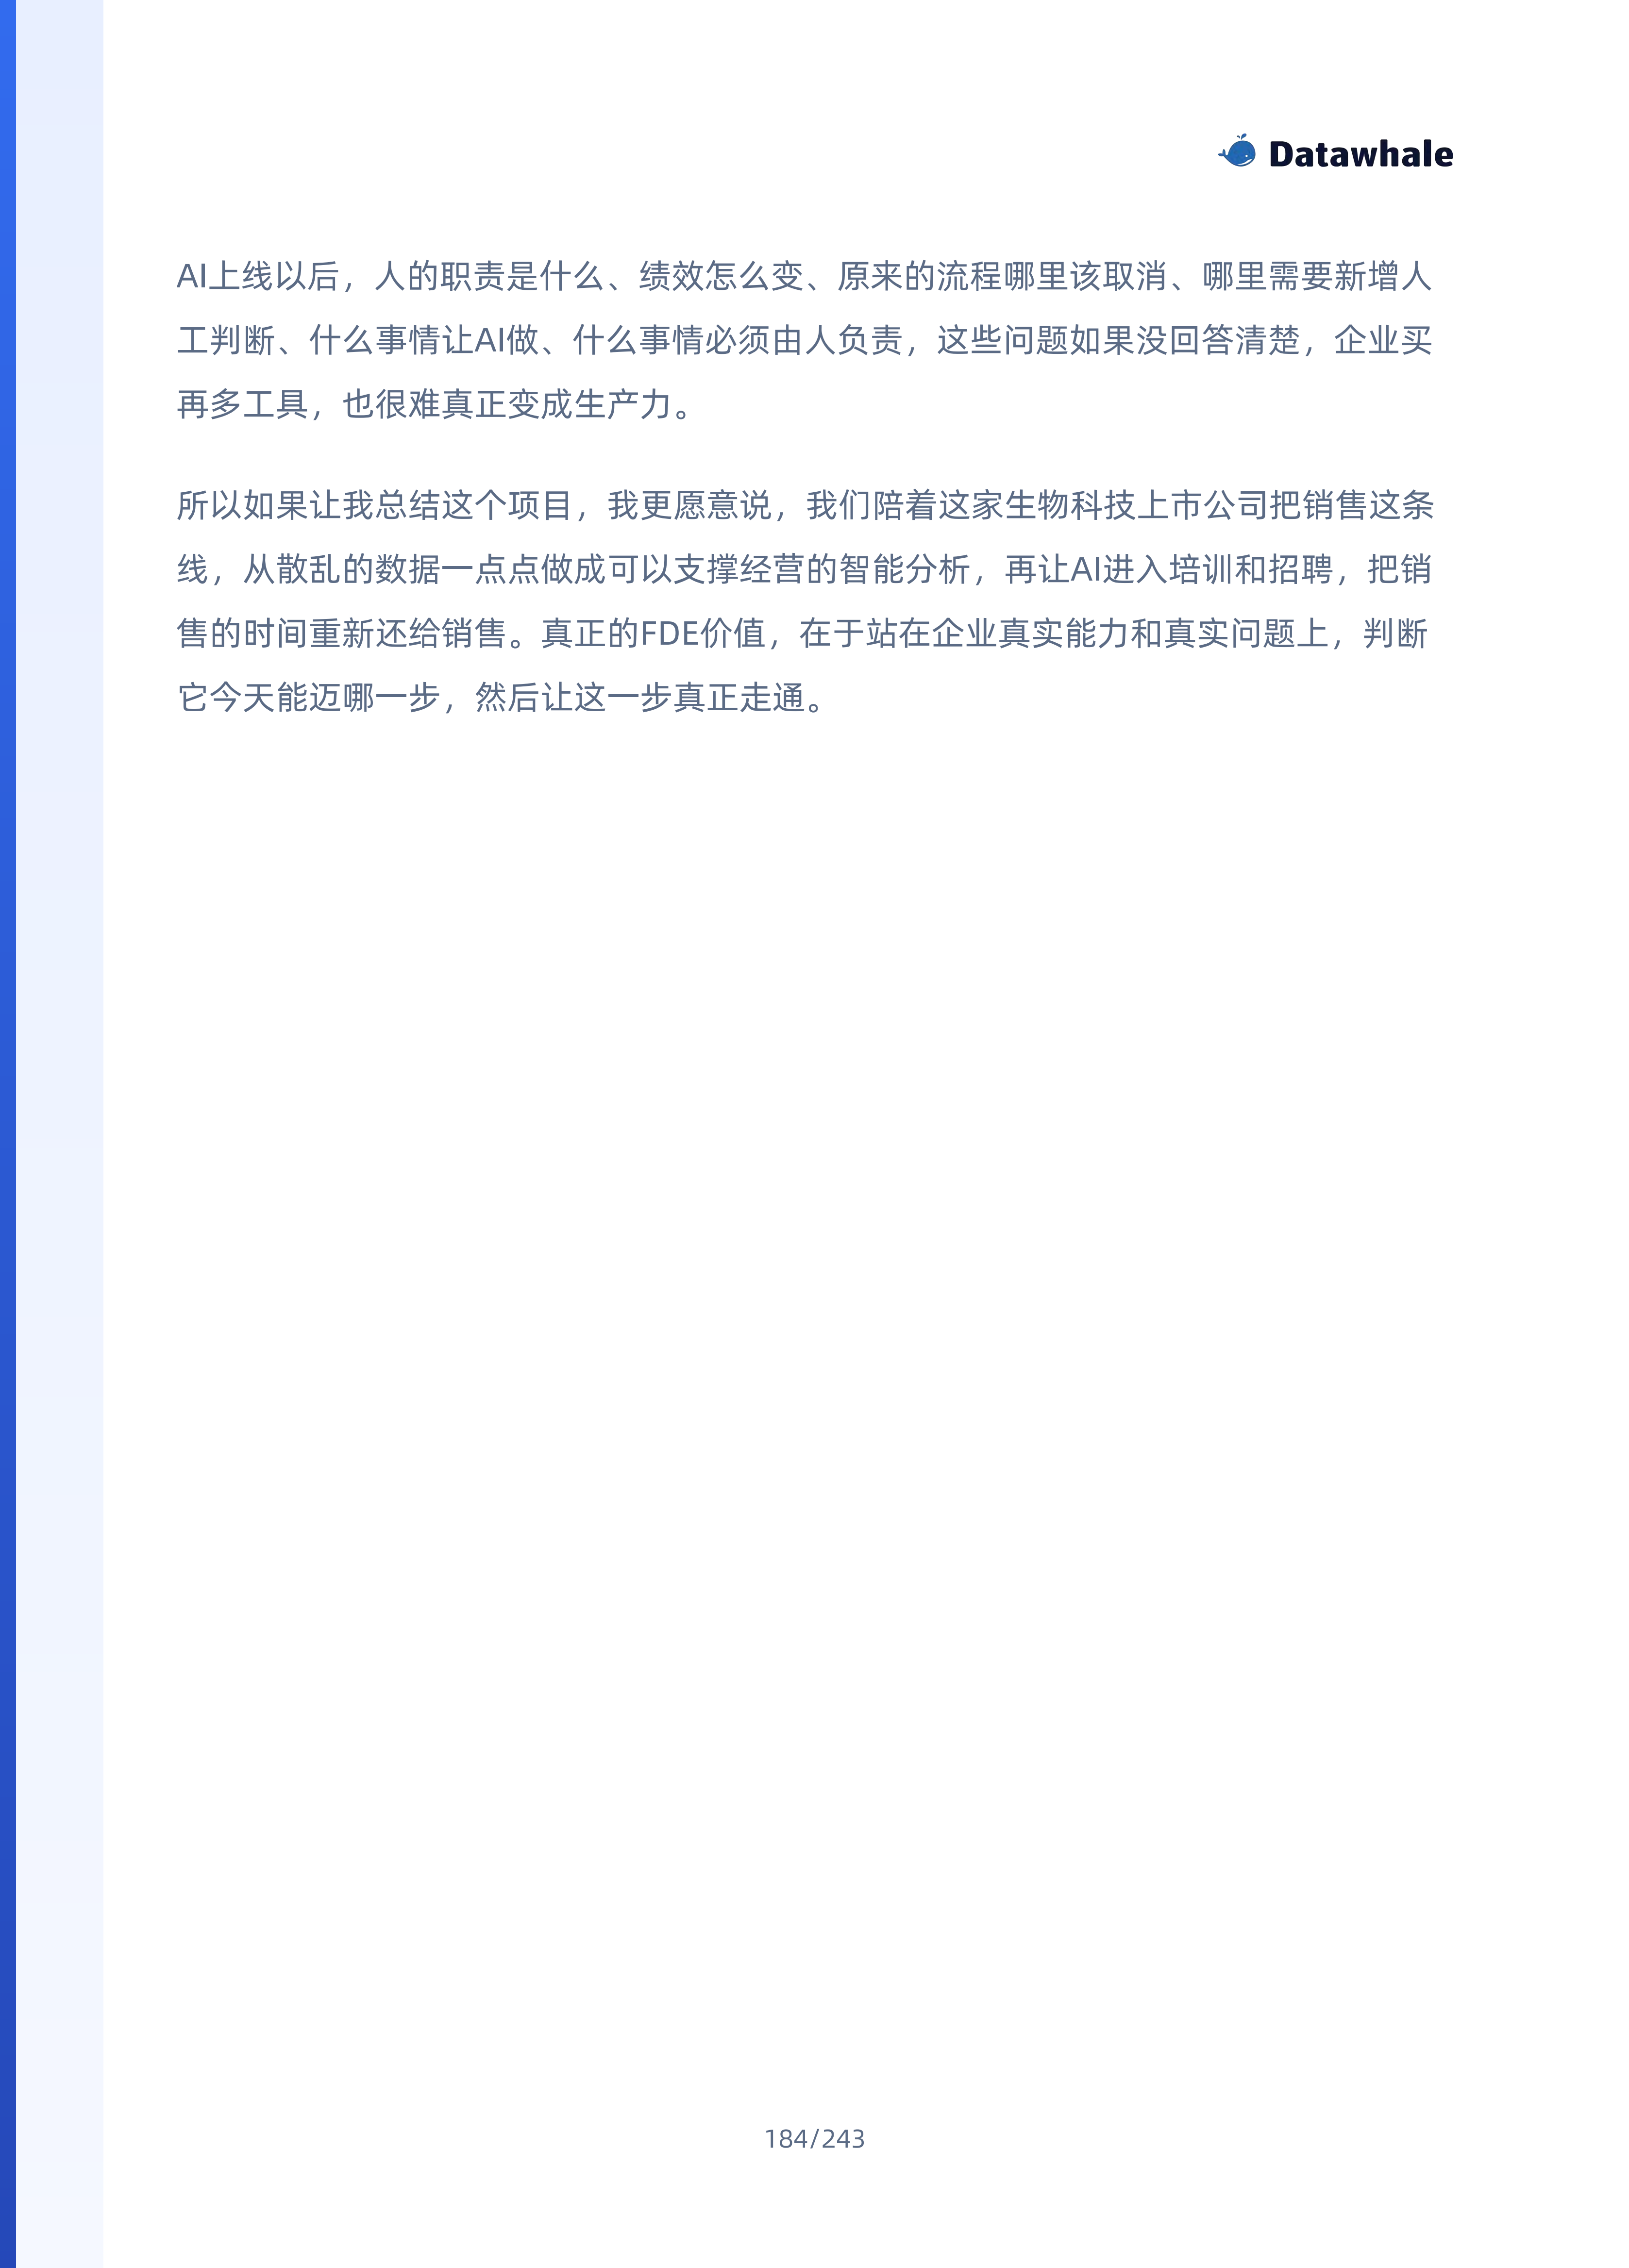 Datawhale
AI上线以后，人的职责是什么、绩效怎么变、原来的流程哪里该取消、哪里需要新增人
工判断、什么事情让AI做、什么事情必须由人负责，这些问题如果没回答清楚，企业买
再多工具，也很难真正变成生产力。
所以如果让我总结这个项目，我更愿意说，我们陪着这家生物科技上市公司把销售这条
线，从散乱的数据一点点做成可以支撑经营的智能分析，再让AI进入培训和招聘，把销
售的时间重新还给销售。真正的FDE价值，在于站在企业真实能力和真实问题上，判断
它今天能迈哪一步，然后让这一步真正走通。
184/243